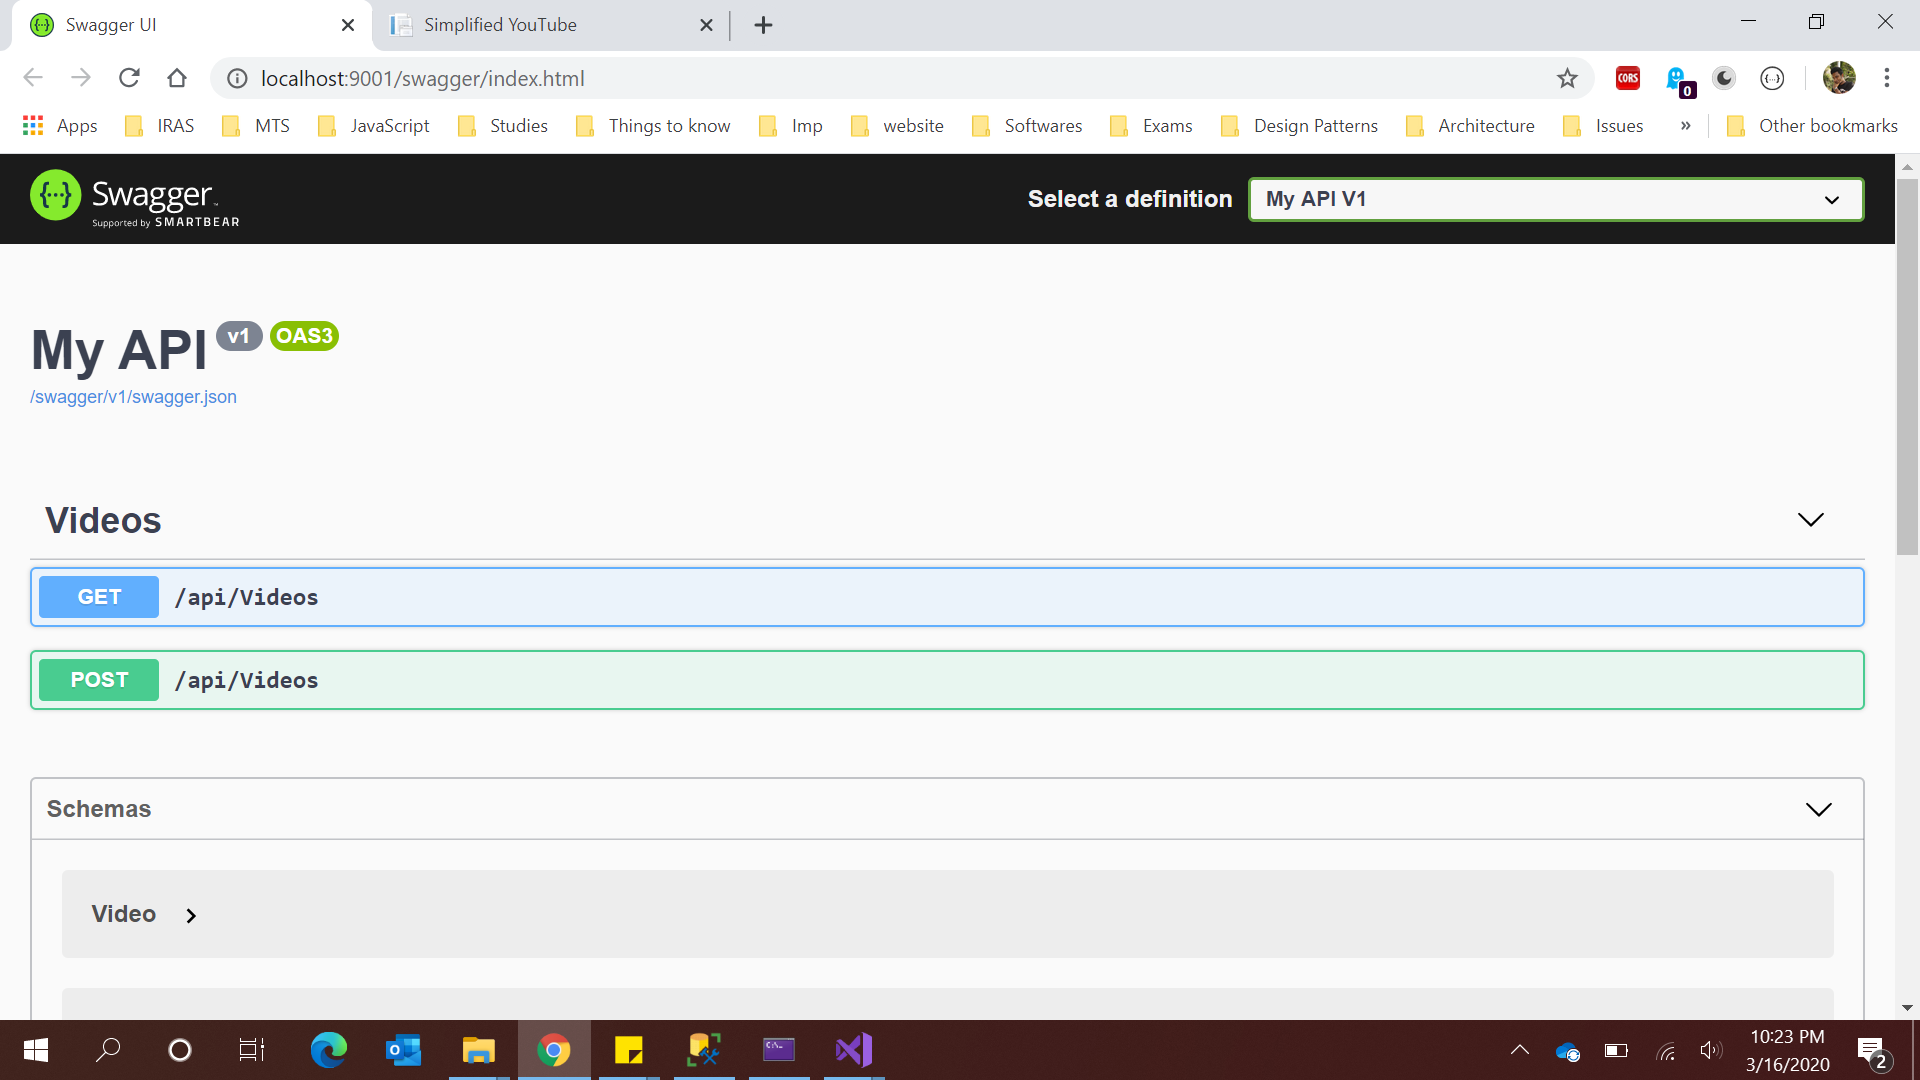 Swagger UI
Simplified YouTube
localhost:9001/swagger/index.html
CORS
0
Apps
IRAS
MTS
JavaScript
Studies
Things to know
Imp
website
Softwares
Exams
Design Patterns
Architecture
Issues
»
Other bookmarks
Swagger
Supported by SMARTBEAR
Select a definition
My API V1
My API v1 OAS3
/swagger/v1/swagger.json
Videos
GET /api/Videos
POST /api/Videos
Schemas
Video
10:23 PM
3/16/2020
2